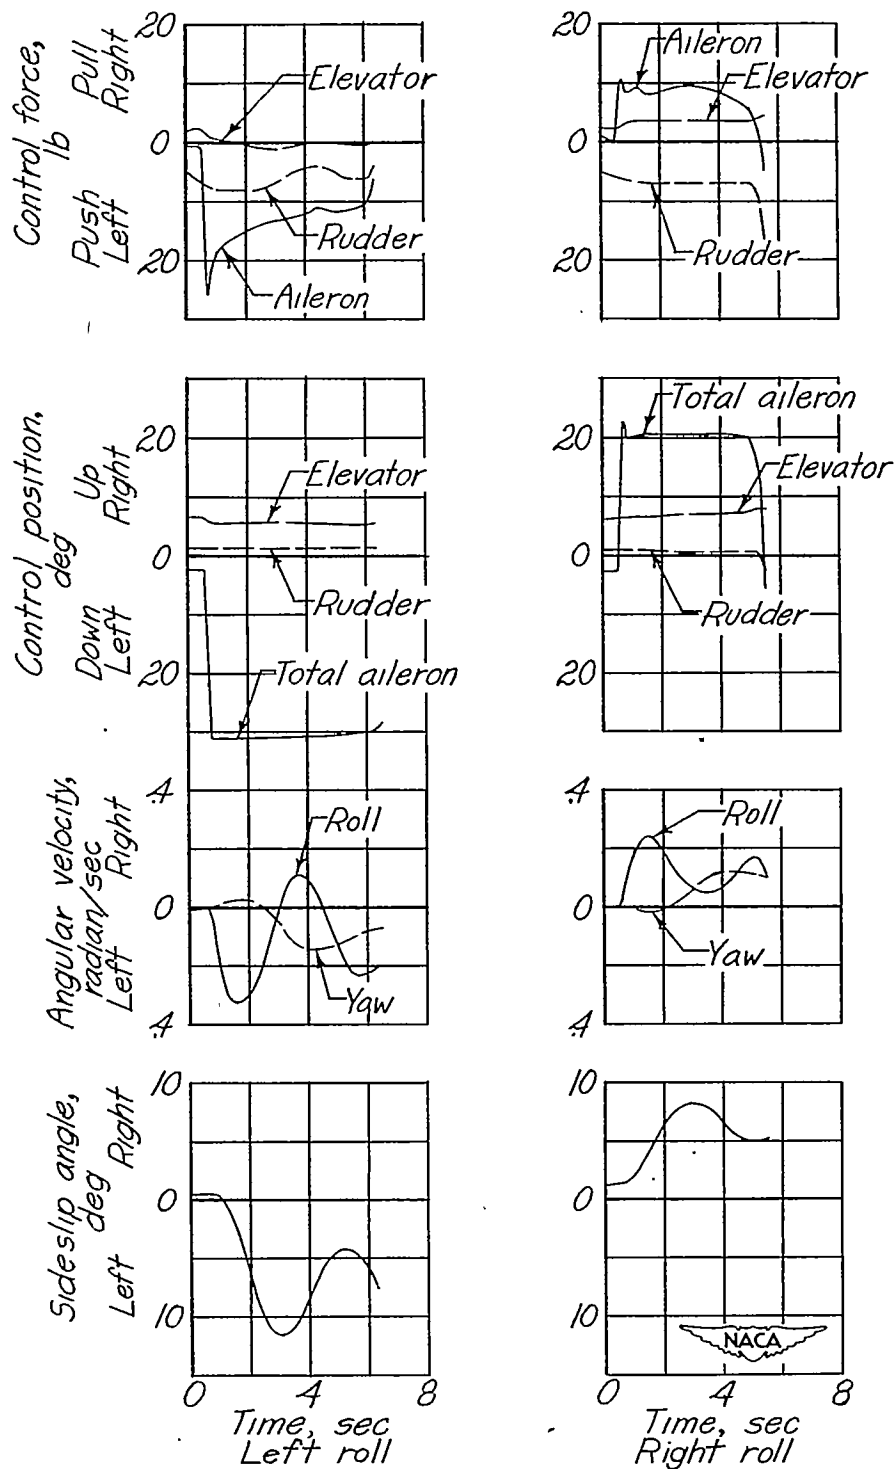 Control force, lb
Push Left
Pull Right
20
0
20
Elevator
Rudder
Aileron
20
0
20
Aileron
Elevator
Rudder
Control position, deg
Down Left
Up Right
20
0
20
Elevator
Rudder
Total aileron
20
0
20
Total aileron
Elevator
Rudder
Angular velocity, radian/sec
Left
Right
.4
0
.4
Roll
Yaw
.4
0
.4
Roll
Yaw
Sideslip angle, deg
Left
Right
10
0
10
10
0
10
NACA
0 4 8
Time, sec
Left roll
0 4 8
Time, sec
Right roll